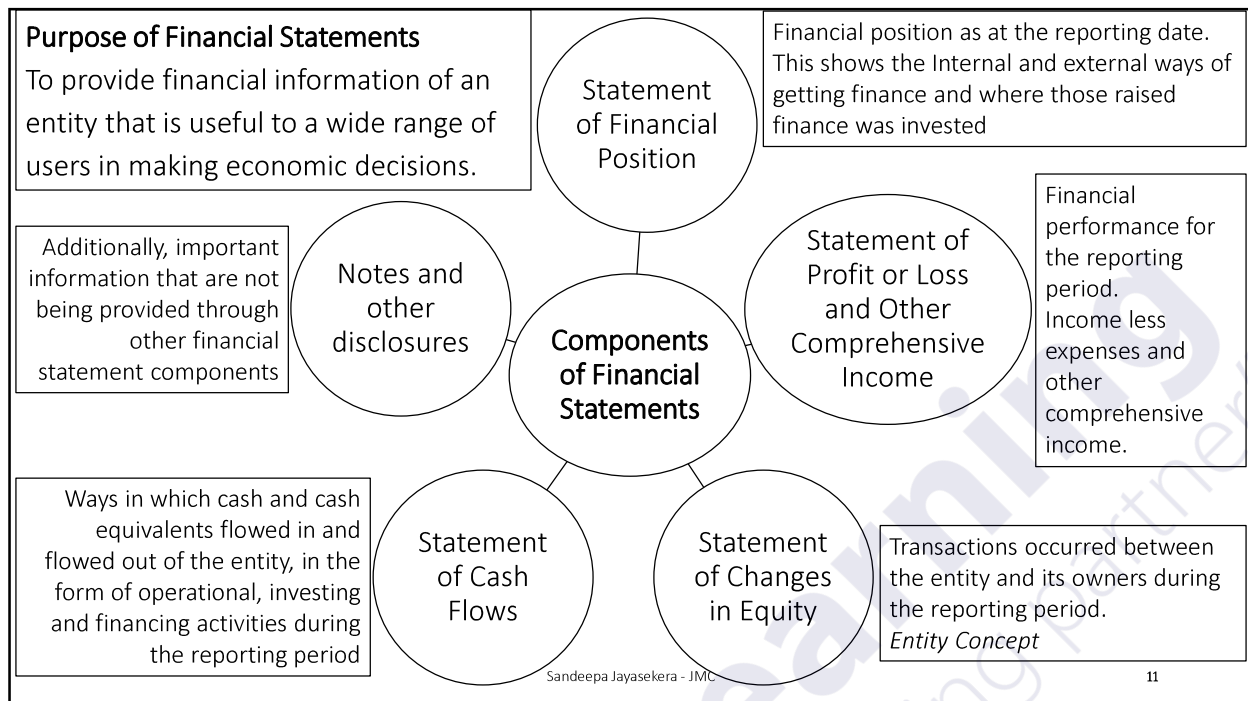 Purpose of Financial Statements
To provide financial information of an
entity that is useful to a wide range of
users in making economic decisions.
Statement
of Financial
Position
Financial position as at the reporting date.
This shows the Internal and external ways of
getting finance and where those raised
finance was invested
Additionally, important
information that are not
being provided through
other financial
statement components
Notes and
other
disclosures
Components
of Financial
Statements
Statement of
Profit or Loss
and Other
Comprehensive
Income
Financial
performance for
the reporting
period.
Income less
expenses and
other
comprehensive
income.
Ways in which cash and cash
equivalents flowed in and
flowed out of the entity, in the
form of operational, investing
and financing activities during
the reporting period
Statement
of Cash
Flows
Statement
of Changes
in Equity
Transactions occurred between
the entity and its owners during
the reporting period.
Entity Concept
Sandeepa Jayasekera - JMC
11